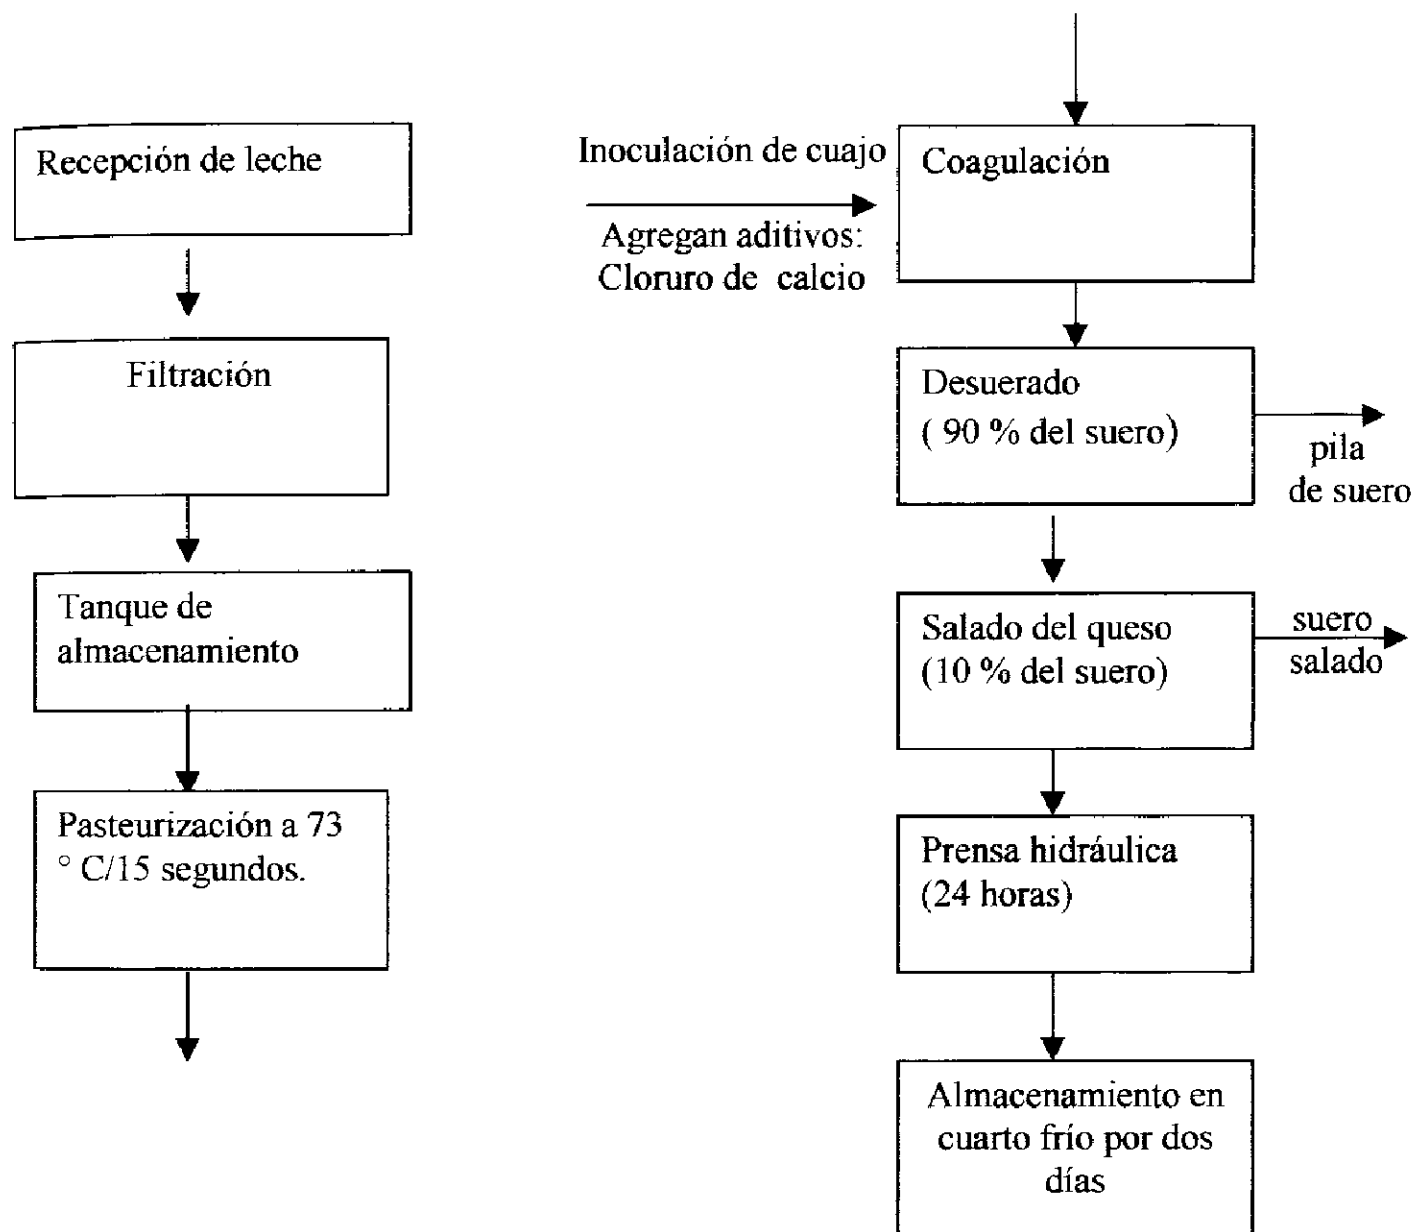 Recepción de leche
Filtración
Tanque de
almacenamiento
Pasteurización a 73
° C/15 segundos.
Inoculación de cuajo
Agregan aditivos:
Cloruro de calcio
Coagulación
Desuerado
( 90 % del suero)
pila
de suero
Salado del queso
(10 % del suero)
suero
salado
Prensa hidráulica
(24 horas)
Almacenamiento en
cuarto frío por dos
días